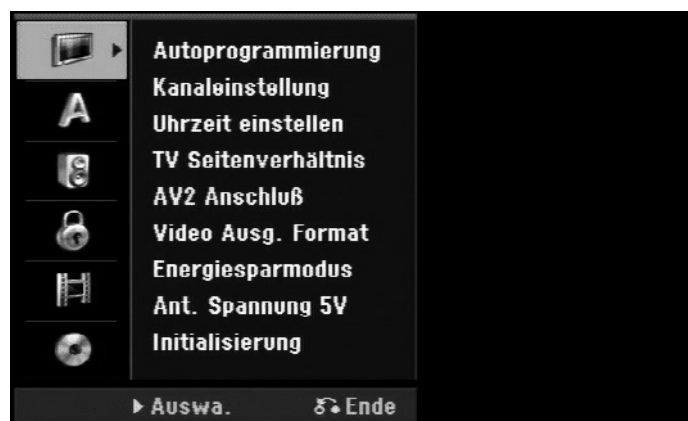 Autoprogrammierung
Kanaleinstellung
Uhrzeit einstellen
TV Seitenverhältnis
AV2 Anschluß
Video Ausg. Format
Energiesparmodus
Ant. Spannung 5V
Initialisierung
Auswa. Ende